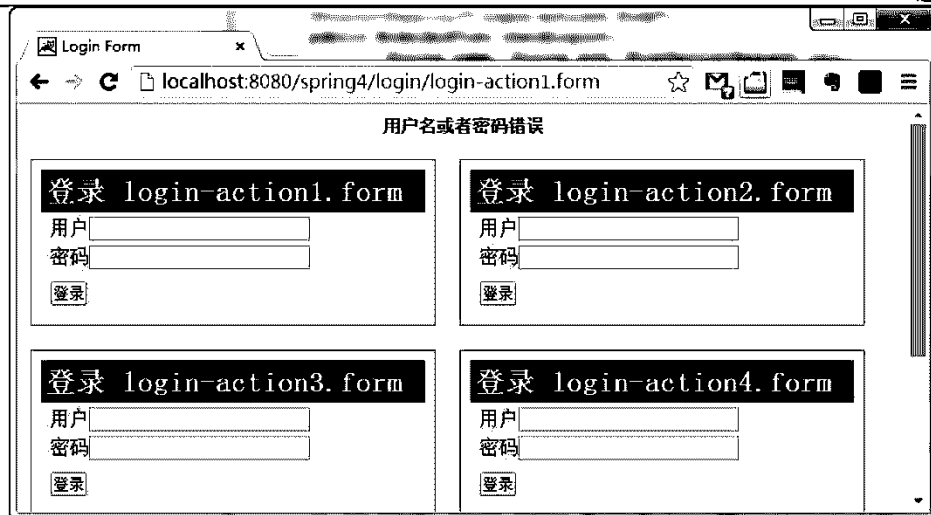 Login Form
localhost:8080/spring4/login/login-action1.form
用户名或者密码错误
登录 login-action1.form
用户
密码
登录
登录 login-action2.form
用户
密码
登录
登录 login-action3.form
用户
密码
登录
登录 login-action4.form
用户
密码
登录